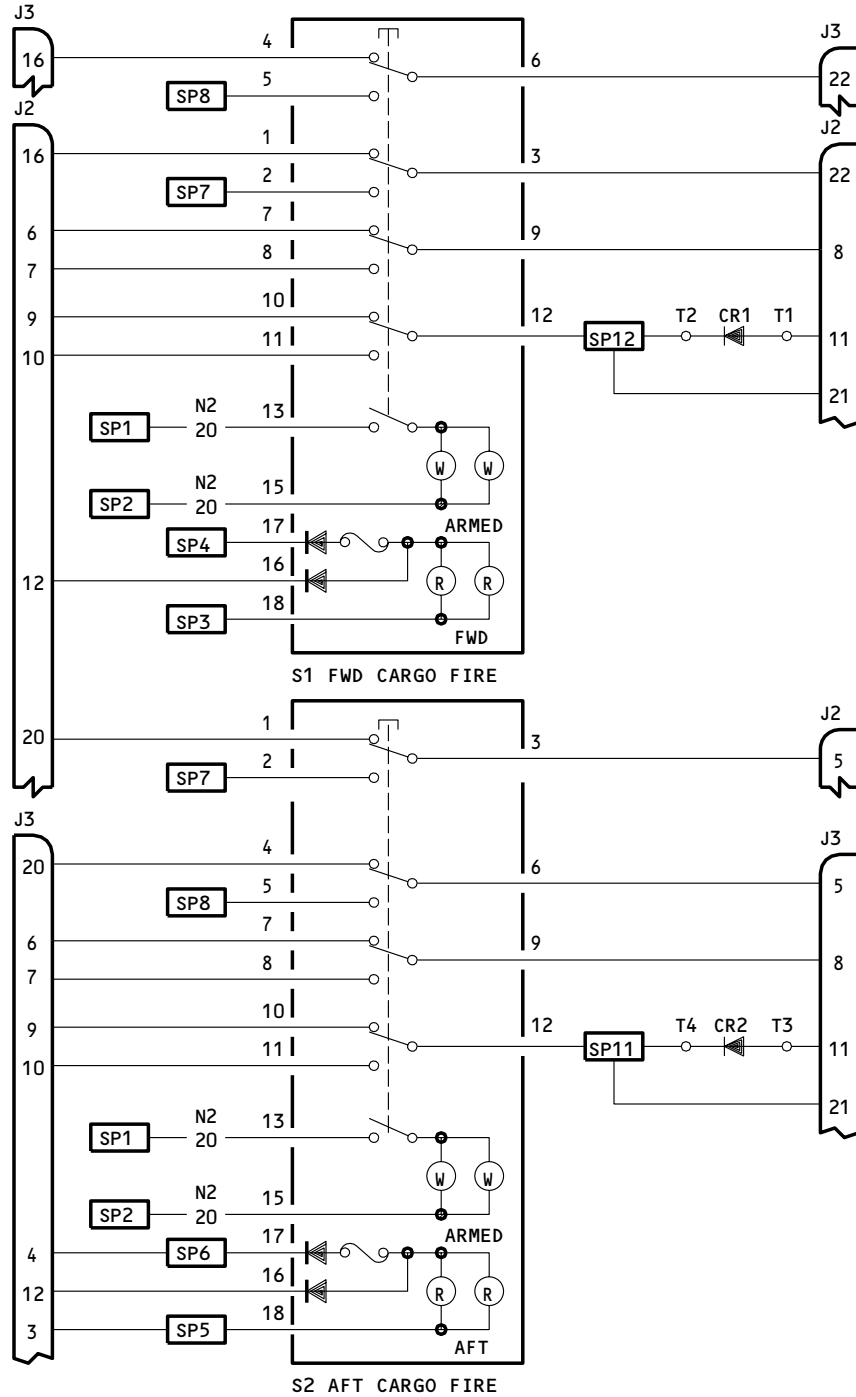 J3
4
J3
16
6
22
5
SP8
J2
J2
1
16
3
22
2
SP7
7
6
9
8
8
7
10
9
12
T2 CR1 T1
SP12
11
11
10
21
N2
13
SP1
20
W W
N2
15
SP2
20
ARMED
17
SP4
16
12
R R
18
SP3
FWD
S1 FWD CARGO FIRE
1
J2
20
3
5
2
SP7
J3
J3
4
20
6
5
5
SP8
7
6
9
8
8
7
10
9
12
T4 CR2 T3
SP11
11
11
10
21
N2
13
SP1
20
W W
N2
15
SP2
20
ARMED
17
4
SP6
16
12
R R
18
3
SP5
AFT
S2 AFT CARGO FIRE